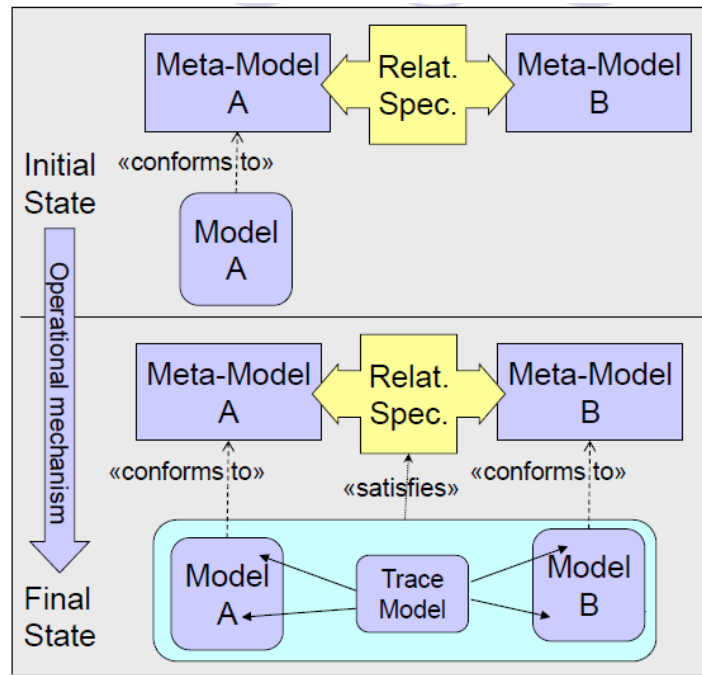 Meta-Model
A
Relat.
Spec.
Meta-Model
B
«conforms to»
Initial
State
Model
A
Operational mechanism
Meta-Model
A
Relat.
Spec.
Meta-Model
B
«conforms to»
«satisfies»
«conforms to»
Model
A
Trace
Model
Model
B
Final
State